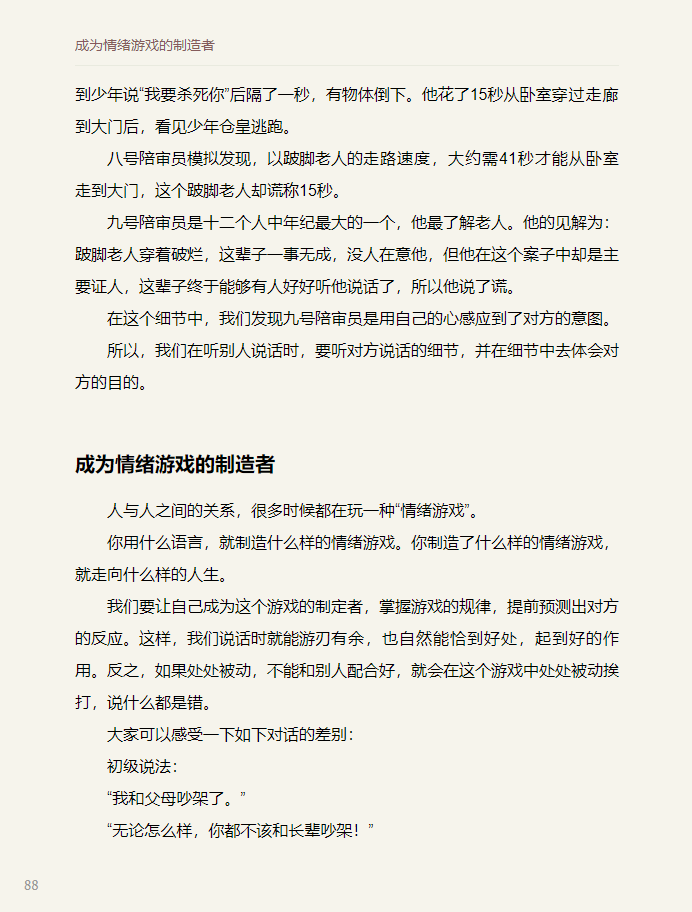 成为情绪游戏的制造者
到少年说“我要杀死你”后隔了一秒，有物体倒下。他花了15秒从卧室穿过走廊
到大门后，看见少年仓皇逃跑。
八号陪审员模拟发现，以跛脚老人的走路速度，大约需41秒才能从卧室
走到大门，这个跛脚老人却谎称15秒。
九号陪审员是十二个人中年纪最大的一个，他最了解老人。他的见解为：
跛脚老人穿着破烂，这辈子一事无成，没人在意他，但他在这个案子中却是主
要证人，这辈子终于能够有人好好听他说话了，所以他说了谎。
在这个细节中，我们发现九号陪审员是用自己的心感应到了对方的意图。
所以，我们在听别人说话时，要听对方说话的细节，并在细节中去体会对
方的目的。
成为情绪游戏的制造者
人与人之间的关系，很多时候都在玩一种“情绪游戏”。
你用什么语言，就制造什么样的情绪游戏。你制造了什么样的情绪游戏，
就走向什么样的人生。
我们要让自己成为这个游戏的制定者，掌握游戏的规律，提前预测出对方
的反应。这样，我们说话时就能游刃有余，也自然能恰到好处，起到好的作
用。反之，如果处处被动，不能和别人配合好，就会在这个游戏中处处被动挨
打，说什么都是错。
大家可以感受一下如下对话的差别：
初级说法：
“我和父母吵架了。”
“无论怎么样，你都不该和长辈吵架！”
88